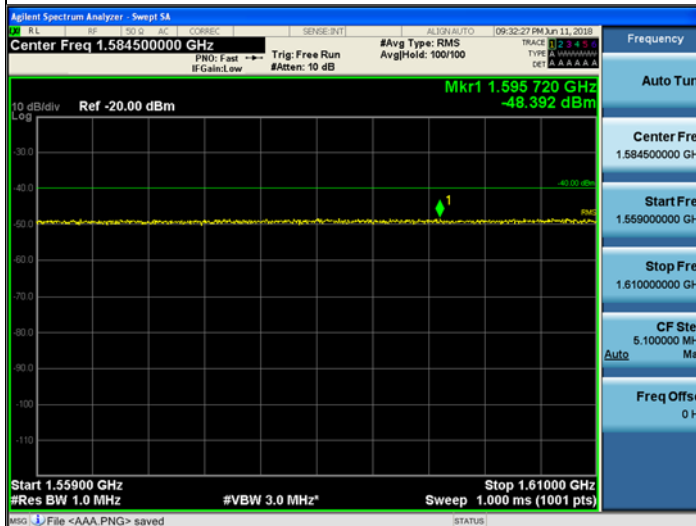 Agilent Spectrum Analyzer - Swept SA
RL RF 50 Ω AC CORREC SENSE:INT ALIGN AUTO 09:32:27 PM Jun 11, 2018
Center Freq 1.584500000 GHz
PNO: Fast
IFGain:Low
Trig: Free Run
#Atten: 10 dB
#Avg Type: RMS
Avg|Hold: 100/100
TRACE 1 2 3 4 5 6
TYPE A
DET A A A A A A
Mkr1 1.595 720 GHz
-48.392 dBm
10 dB/div Ref -20.00 dBm
Log
-30.0
-40.0
-50.0
-60.0
-70.0
-80.0
-90.0
-100
-110
-40.00 dBm
1
RMS
Start 1.55900 GHz Stop 1.61000 GHz
#Res BW 1.0 MHz #VBW 3.0 MHz* Sweep 1.000 ms (1001 pts)
MSG File <AAA.PNG> saved STATUS
Frequency
Auto Tun
Center Fre
1.584500000 GH
Start Fre
1.559000000 GH
Stop Fre
1.610000000 GH
CF Ste
5.100000 MH
Auto Ma
Freq Offs
0 H